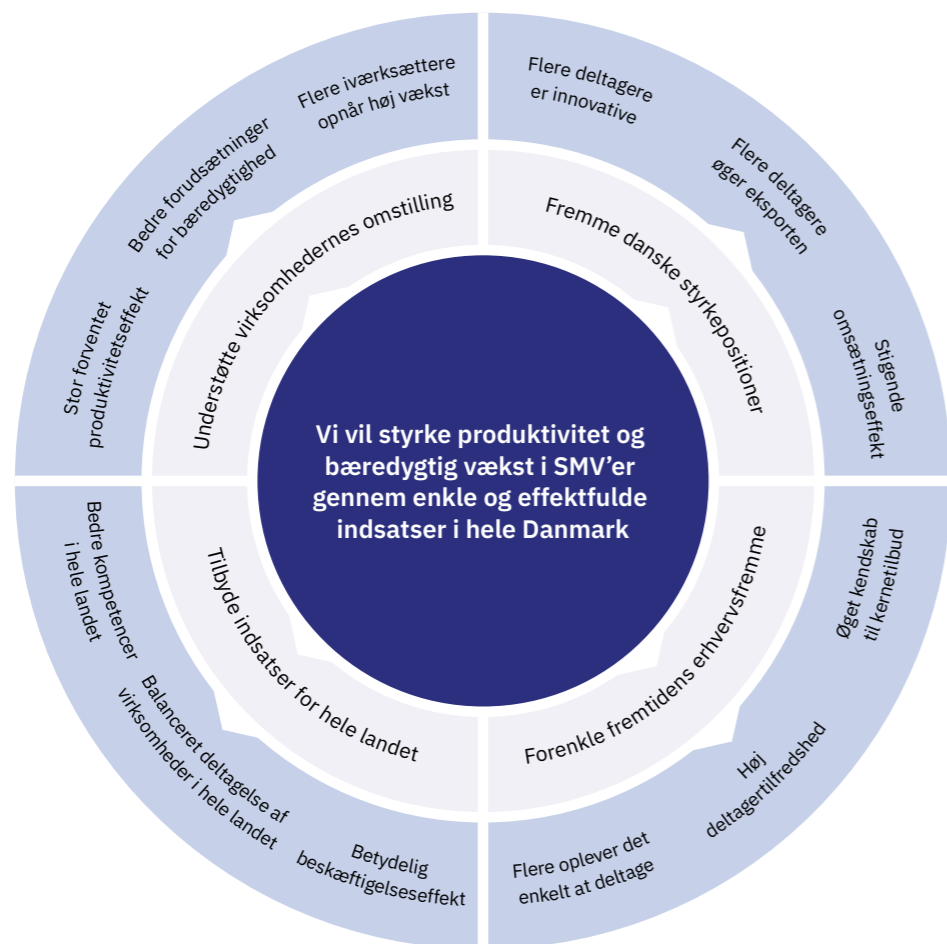 Vi vil styrke produktivitet og
bæredygtig vækst i SMV’er
gennem enkle og effektfulde
indsatser i hele Danmark
Understøtte virksomhedernes omstilling
Stor forventet
produktivitetseffekt
Bedre forudsætninger
for bæredygtighed
Flere iværksættere
opnår høj vækst
Fremme danske styrkepositioner
Flere deltagere
er innovative
Flere deltagere
øger eksporten
Stigende
omsætningseffekt
Forenkle fremtidens erhvervsfremme
Øget kendskab
til kernetilbud
Høj
deltagertilfredshed
Flere oplever det
enkelt at deltage
Tilbyde indsatser for hele landet
Bedre kompetencer
i hele landet
Balanceret deltagelse af
virksomheder i hele landet
Betydelig
beskæftigelseseffekt